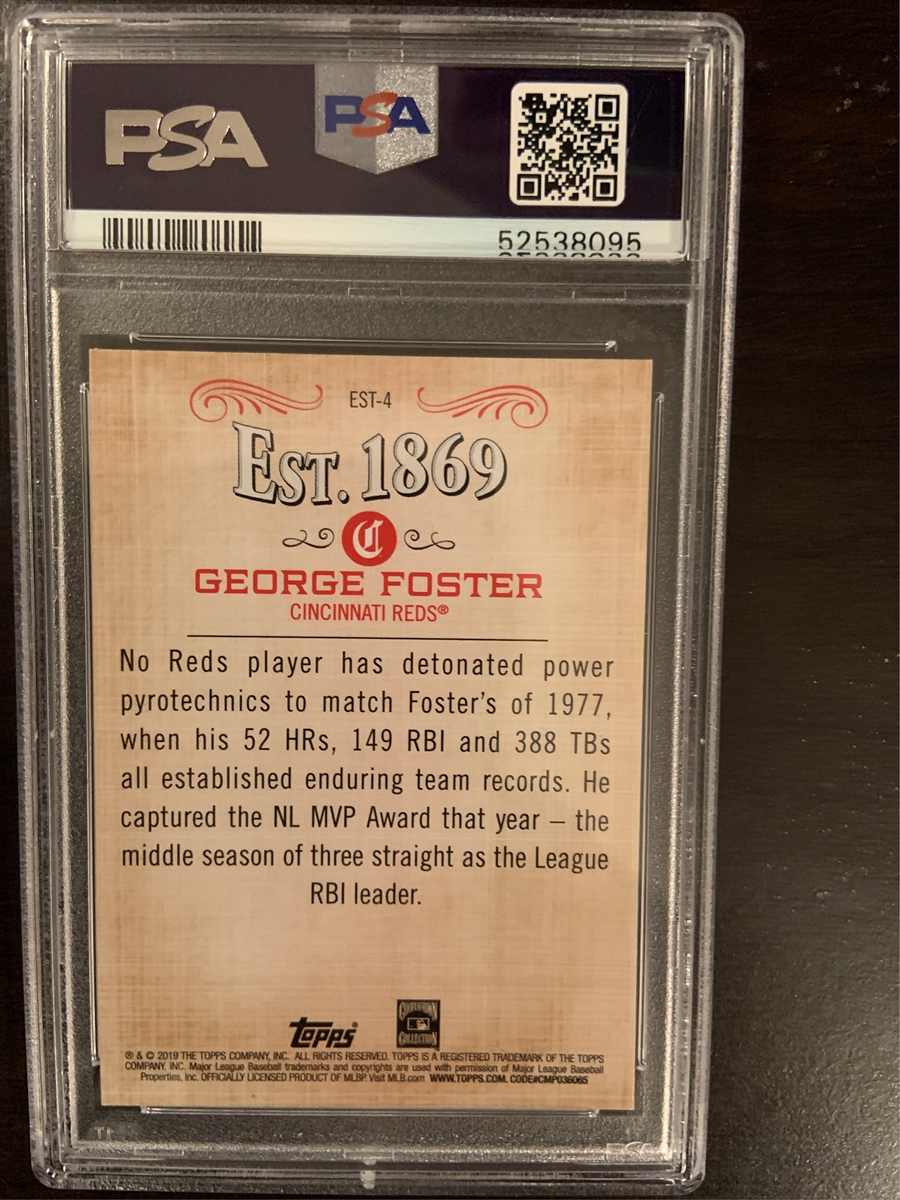 PSA
PSA
52538095
EST-4
EST. 1869
C
GEORGE FOSTER
CINCINNATI REDS®
No Reds player has detonated power
pyrotechnics to match Foster's of 1977,
when his 52 HRs, 149 RBI and 388 TBs
all established enduring team records. He
captured the NL MVP Award that year – the
middle season of three straight as the League
RBI leader.
Topps
COOPERSTOWN
COLLECTION
® & © 2019 THE TOPPS COMPANY, INC. ALL RIGHTS RESERVED. TOPPS IS A REGISTERED TRADEMARK OF THE TOPPS
COMPANY, INC. Major League Baseball trademarks and copyrights are used with permission of Major League Baseball
Properties, Inc. OFFICIALLY LICENSED PRODUCT OF MLBP. Visit MLB.com WWW.TOPPS.COM. CODE#CMP036065